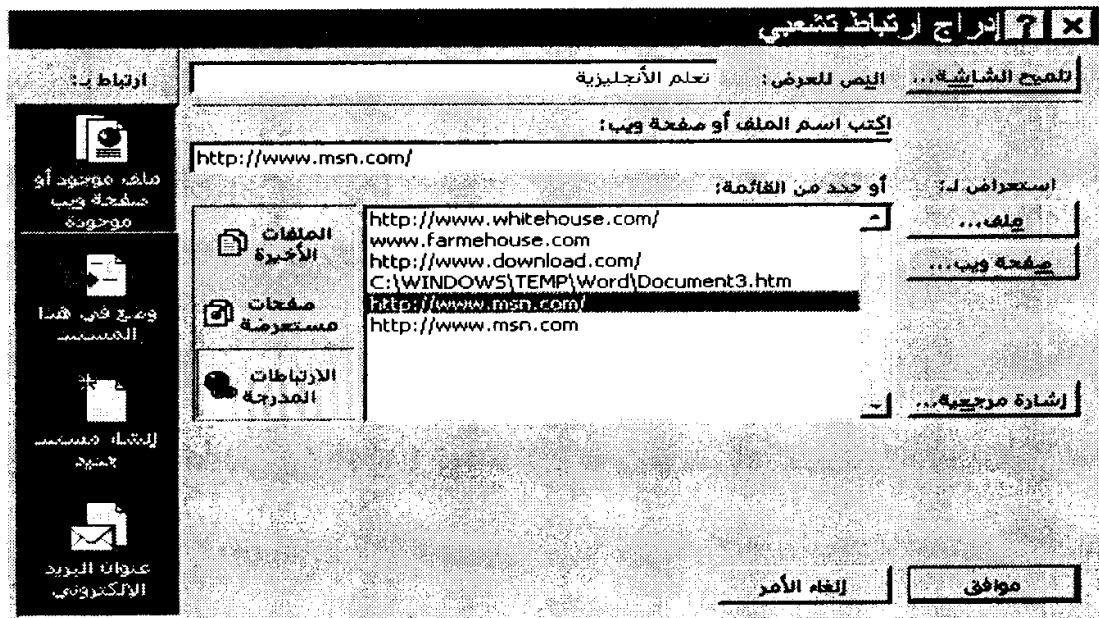 إدراج ارتباط تشعبي
ارتباط بـ:
النص للعرض:
تعلم الأنجليزية
تلميح الشاشة...
اكتب اسم الملف أو صفحة ويب:
http://www.msn.com/
أو حدد من القائمة:
استعراض لـ:
http://www.whitehouse.com/
www.farmehouse.com
http://www.download.com/
C:\WINDOWS\TEMP\Word\Document3.htm
http://www.msn.com/
http://www.msn.com
الملفات
الأخيرة
صفحات
مستعرضة
الارتباطات
المدرجة
ملف...
صفحة ويب...
إشارة مرجعية...
ملف موجود أو
صفحة ويب
موجودة
وضع في هذا
المستند
إنشاء مستند
جديد
عنوان البريد
الإلكتروني
موافق
إلغاء الأمر